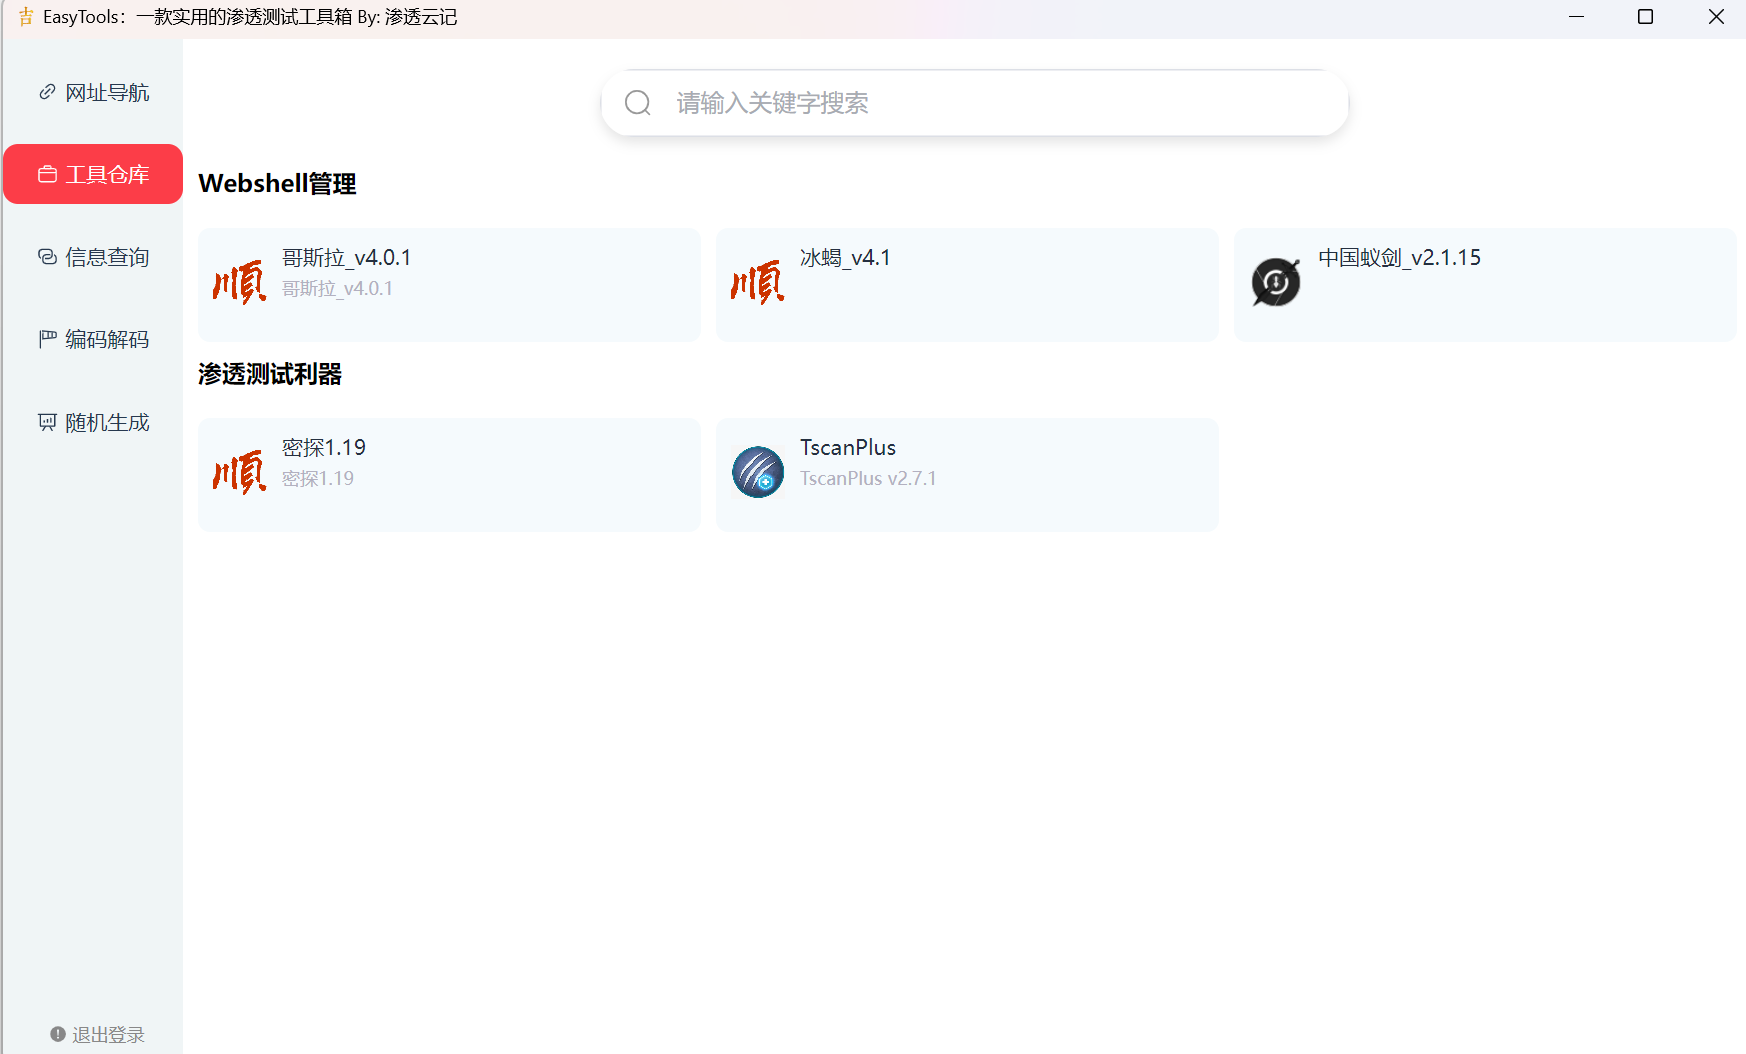 吉 EasyTools：一款实用的渗透测试工具箱 By: 渗透云记
网址导航
工具仓库
信息查询
编码解码
随机生成
退出登录
请输入关键字搜索
Webshell管理
順 哥斯拉_v4.0.1
哥斯拉_v4.0.1
順 冰蝎_v4.1
中国蚁剑_v2.1.15
渗透测试利器
順 密探1.19
密探1.19
TscanPlus
TscanPlus v2.7.1